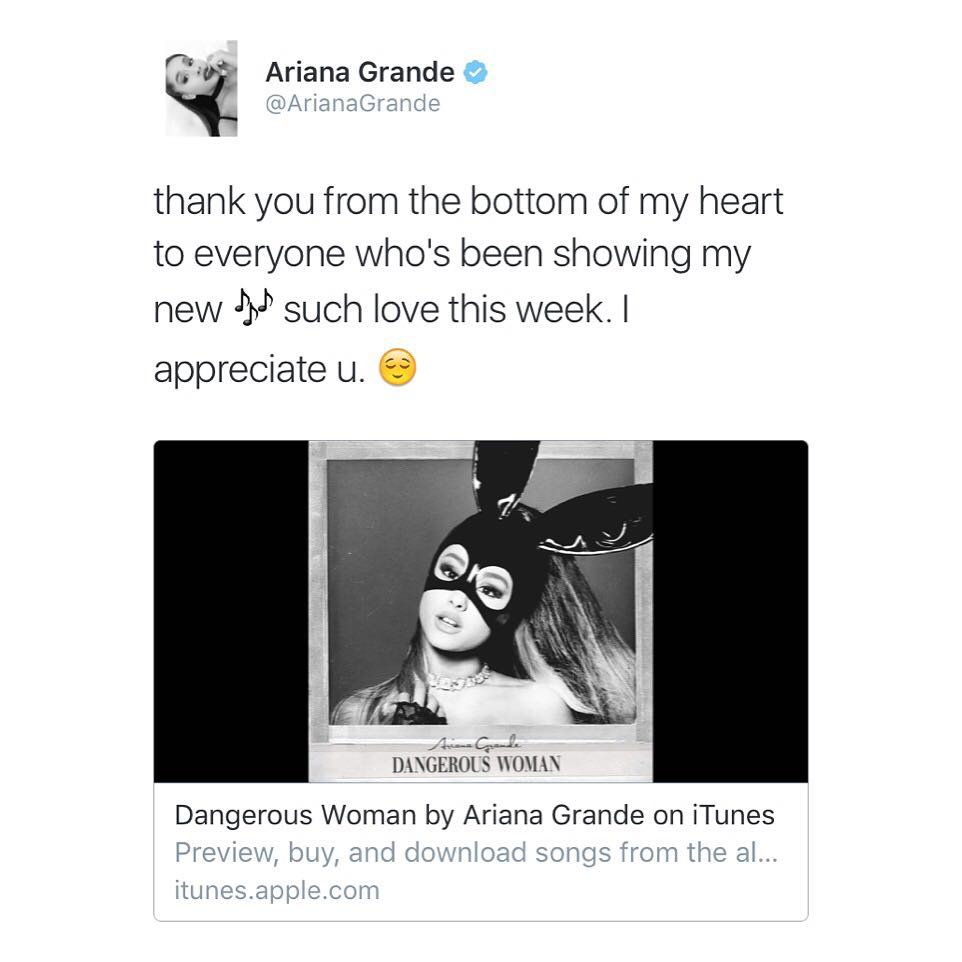 Ariana Grande
@ArianaGrande
thank you from the bottom of my heart
to everyone who's been showing my
new 🎶 such love this week. I
appreciate u. 😌
Ariana Grande
DANGEROUS WOMAN
Dangerous Woman by Ariana Grande on iTunes
Preview, buy, and download songs from the al...
itunes.apple.com